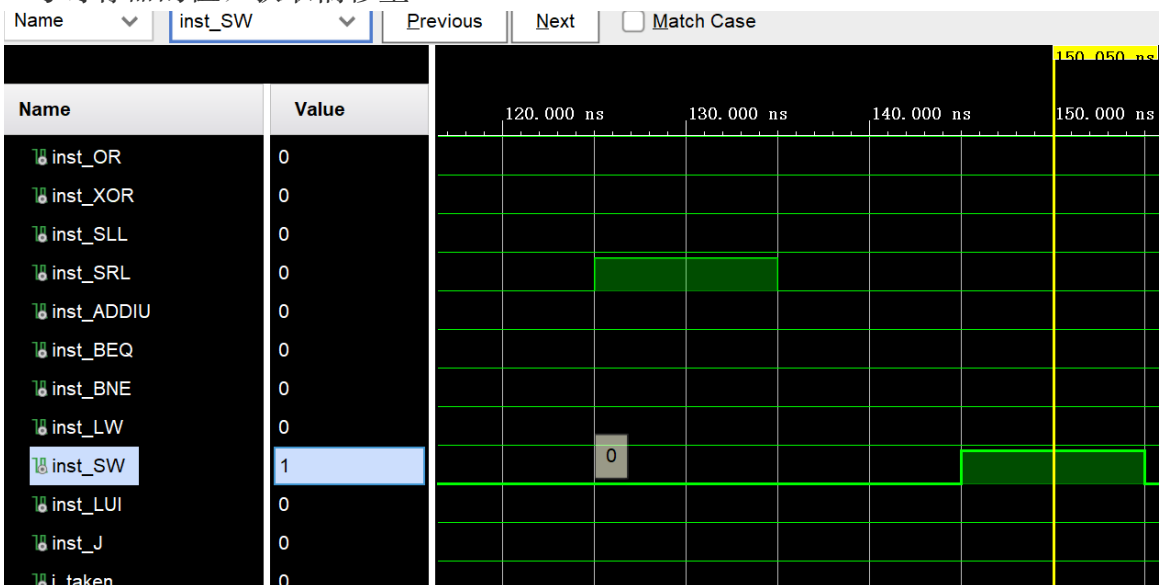 Name inst_SW Previous Next Match Case
150.050 ns
Name Value
120.000 ns 130.000 ns 140.000 ns 150.000 ns
inst_OR 0
inst_XOR 0
inst_SLL 0
inst_SRL 0
inst_ADDIU 0
inst_BEQ 0
inst_BNE 0
inst_LW 0
inst_SW 1 0
inst_LUI 0
inst_J 0
j_taken 0